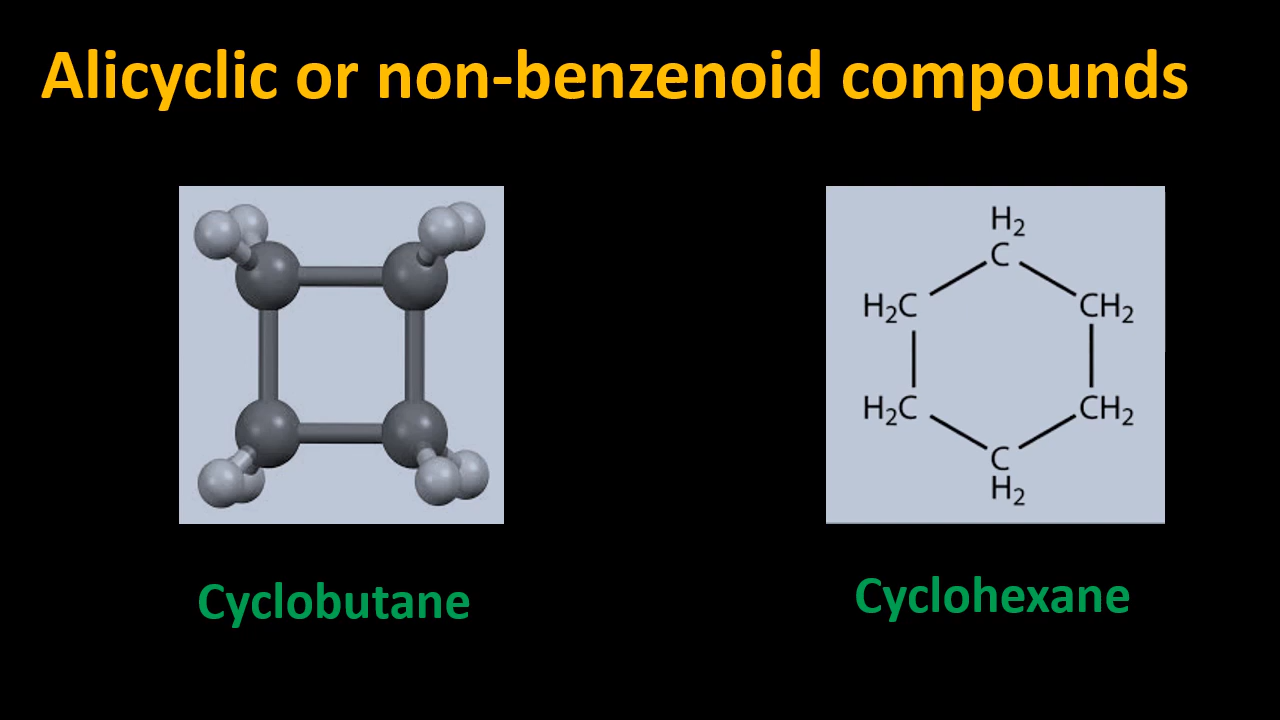 Alicyclic or non-benzenoid compounds
H₂
C
H₂C CH₂
H₂C CH₂
C
H₂
Cyclobutane
Cyclohexane